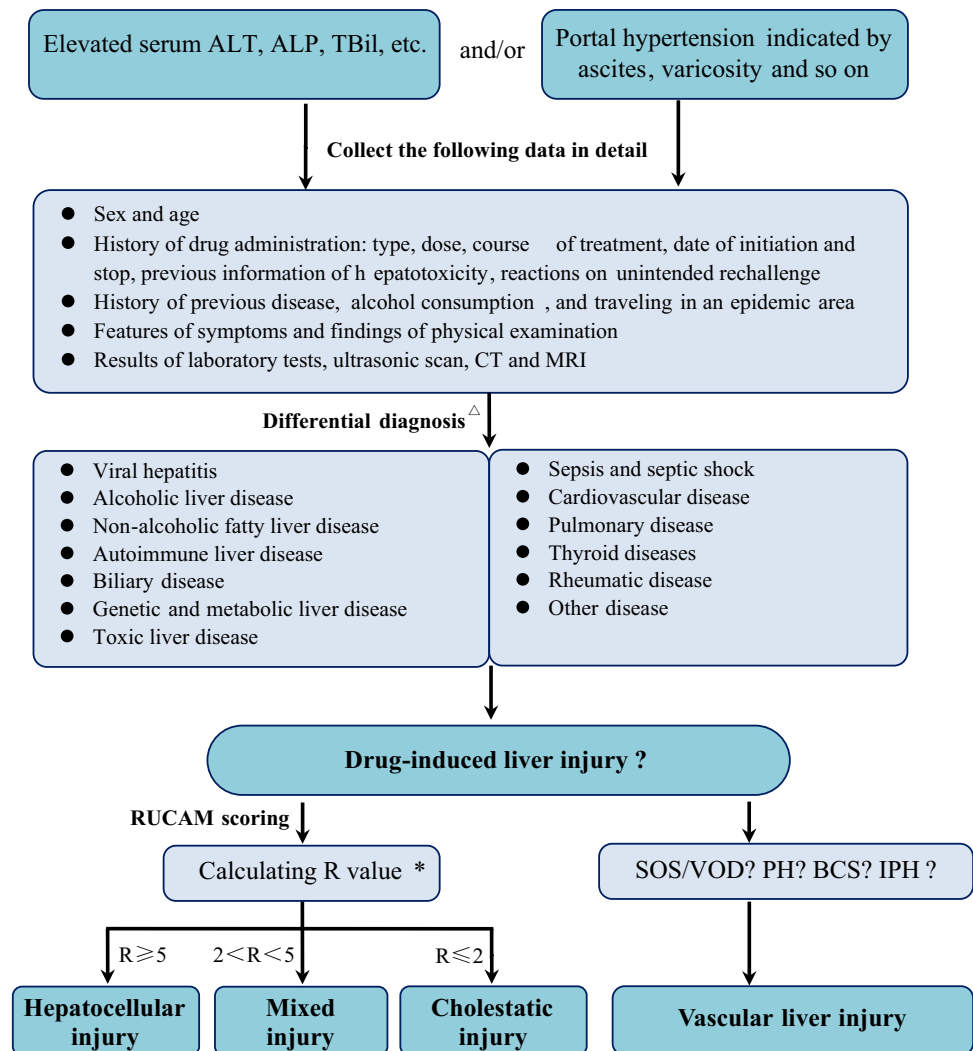 Elevated serum ALT, ALP, TBil, etc.
and/or
Portal hypertension indicated by
ascites, varicosity and so on
Collect the following data in detail
● Sex and age
● History of drug administration: type, dose, course of treatment, date of initiation and
stop, previous information of h epatotoxicity, reactions on unintended rechallenge
● History of previous disease, alcohol consumption , and traveling in an epidemic area
● Features of symptoms and findings of physical examination
● Results of laboratory tests, ultrasonic scan, CT and MRI
Differential diagnosis△
● Viral hepatitis
● Alcoholic liver disease
● Non-alcoholic fatty liver disease
● Autoimmune liver disease
● Biliary disease
● Genetic and metabolic liver disease
● Toxic liver disease
● Sepsis and septic shock
● Cardiovascular disease
● Pulmonary disease
● Thyroid diseases
● Rheumatic disease
● Other disease
Drug-induced liver injury ?
RUCAM scoring
Calculating R value *
SOS/VOD? PH? BCS? IPH ?
R≥5
2<R<5
R≤2
Hepatocellular
injury
Mixed
injury
Cholestatic
injury
Vascular liver injury